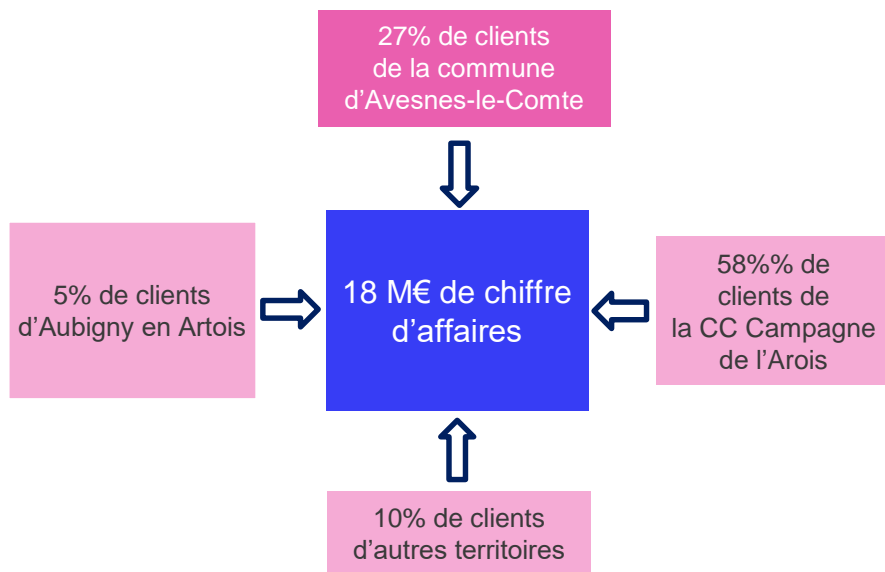 27% de clients
de la commune
d'Avesnes-le-Comte
5% de clients
d'Aubigny en Artois
18 M€ de chiffre
d'affaires
58%% de
clients de
la CC Campagne
de l'Arois
10% de clients
d'autres territoires